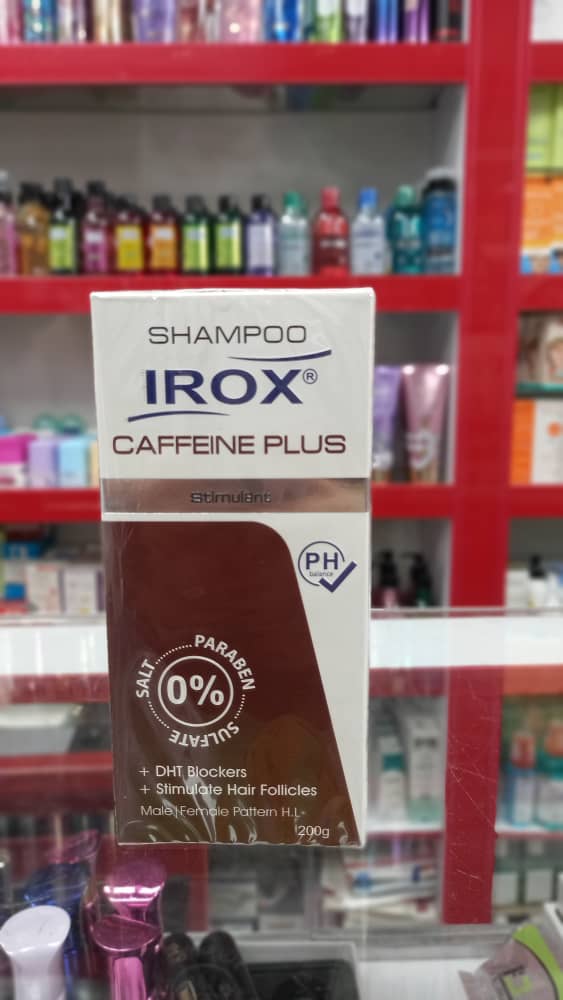 SHAMPOO
IROX®
CAFFEINE PLUS
Stimulant
PH
balance
SALT
PARABEN
0%
SULFATE
+ DHT Blockers
+ Stimulate Hair Follicles
Male|Female Pattern H.L
200g